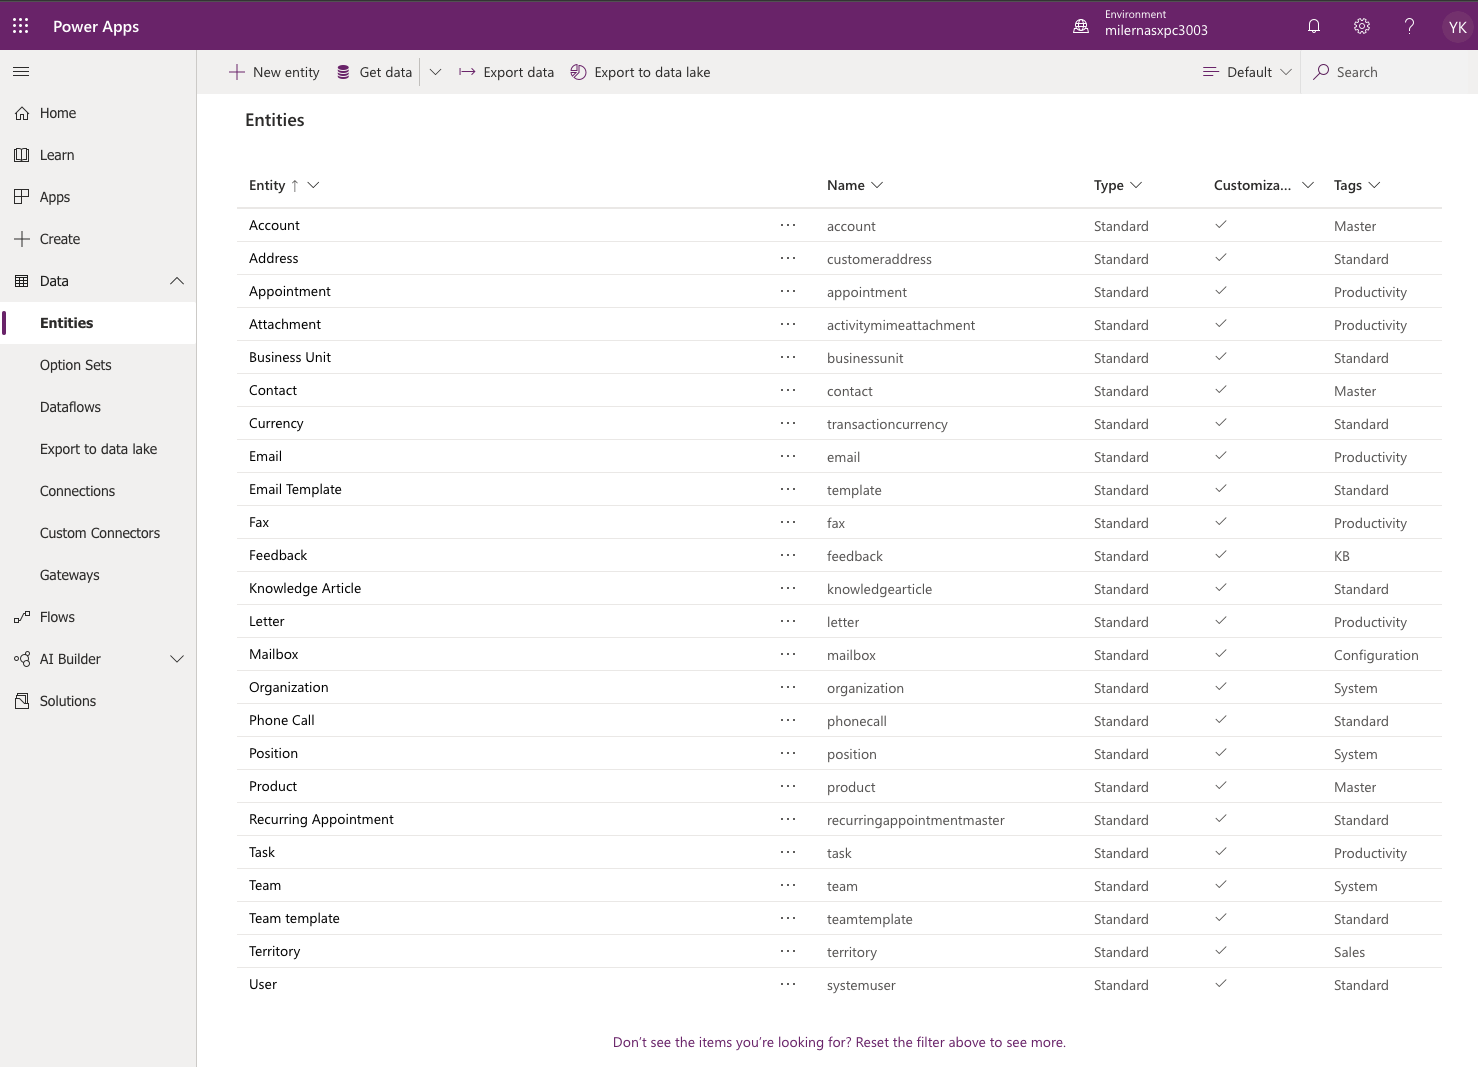 Power Apps
Environment
milernasxpc3003
YK
New entity
Get data
Export data
Export to data lake
Default
Search
Home
Learn
Apps
Create
Data
Entities
Option Sets
Dataflows
Export to data lake
Connections
Custom Connectors
Gateways
Flows
AI Builder
Solutions
Entities
Entity ↑ Name Type Customiza... Tags
Account ··· account Standard ✓ Master
Address ··· customeraddress Standard ✓ Standard
Appointment ··· appointment Standard ✓ Productivity
Attachment ··· activitymimeattachment Standard ✓ Productivity
Business Unit ··· businessunit Standard ✓ Standard
Contact ··· contact Standard ✓ Master
Currency ··· transactioncurrency Standard ✓ Standard
Email ··· email Standard ✓ Productivity
Email Template ··· template Standard ✓ Standard
Fax ··· fax Standard ✓ Productivity
Feedback ··· feedback Standard ✓ KB
Knowledge Article ··· knowledgearticle Standard ✓ Standard
Letter ··· letter Standard ✓ Productivity
Mailbox ··· mailbox Standard ✓ Configuration
Organization ··· organization Standard ✓ System
Phone Call ··· phonecall Standard ✓ Standard
Position ··· position Standard ✓ System
Product ··· product Standard ✓ Master
Recurring Appointment ··· recurringappointmentmaster Standard ✓ Standard
Task ··· task Standard ✓ Productivity
Team ··· team Standard ✓ System
Team template ··· teamtemplate Standard ✓ Standard
Territory ··· territory Standard ✓ Sales
User ··· systemuser Standard ✓ Standard
Don't see the items you're looking for? Reset the filter above to see more.